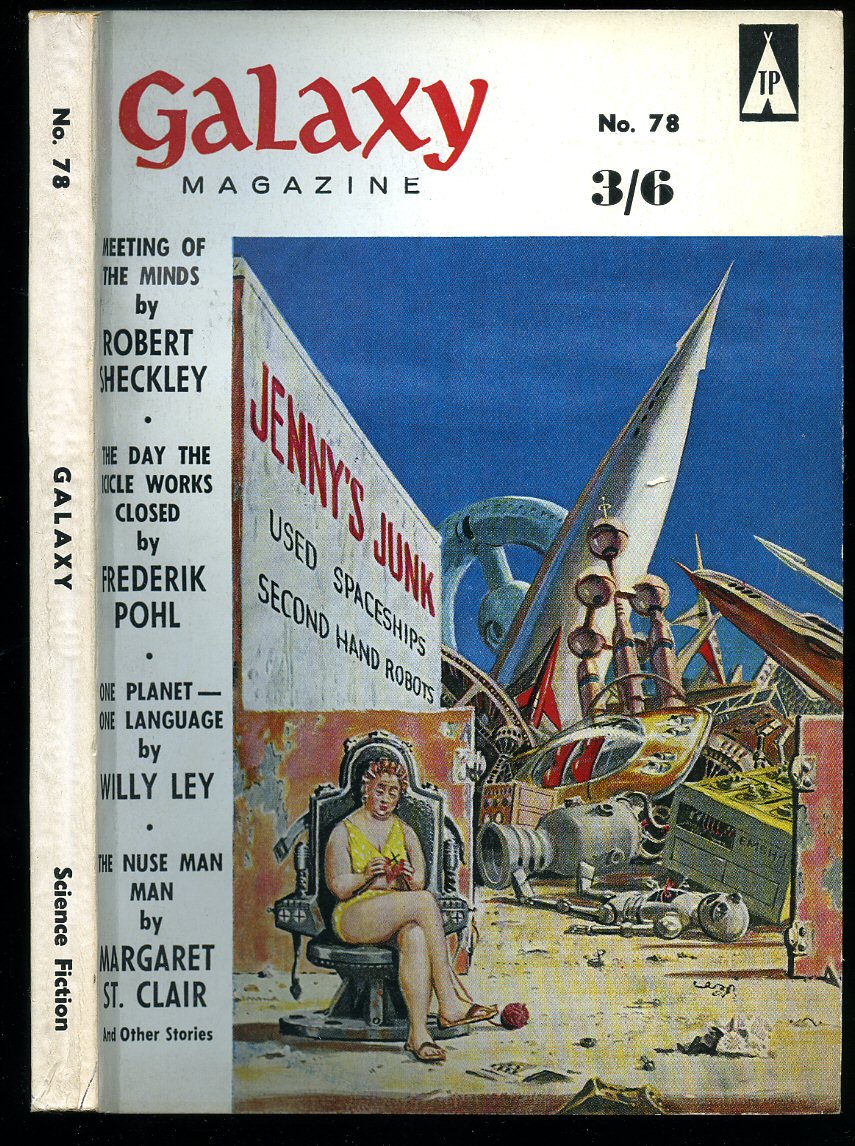 No. 78
GALAXY
Science Fiction
Galaxy
MAGAZINE
No. 78
3/6
TP
MEETING OF
THE MINDS
by
ROBERT
SHECKLEY
•
THE DAY THE
ICICLE WORKS
CLOSED
by
FREDERIK
POHL
•
ONE PLANET —
ONE LANGUAGE
by
WILLY LEY
•
THE NUSE MAN
MAN
by
MARGARET
ST. CLAIR
And Other Stories
JENNY'S JUNK
USED SPACESHIPS
SECOND HAND ROBOTS